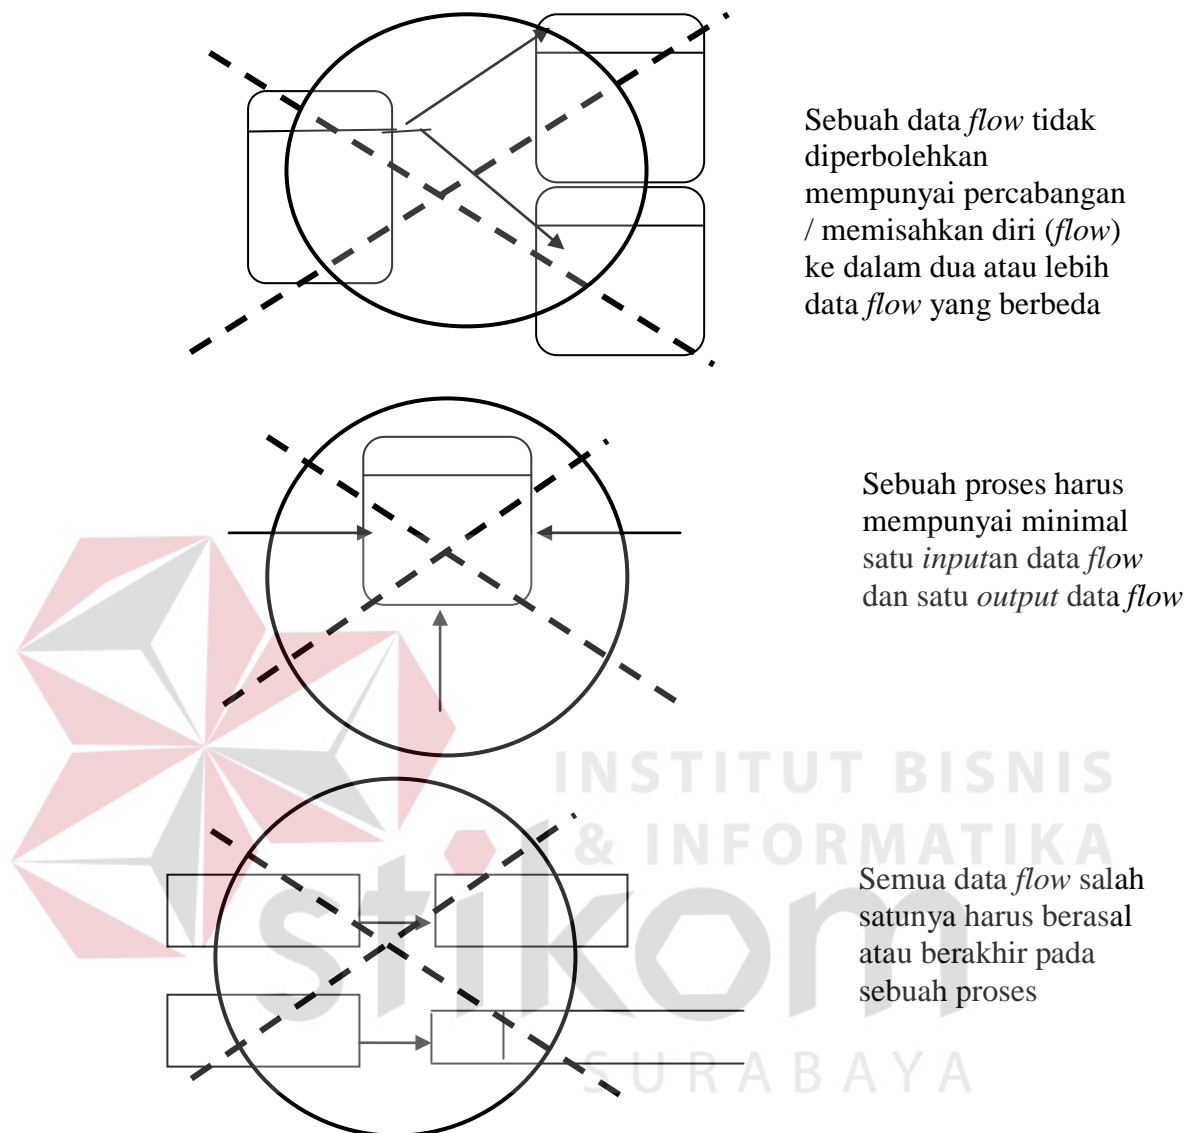 Sebuah data flow tidak
diperbolehkan
mempunyai percabangan
/ memisahkan diri (flow)
ke dalam dua atau lebih
data flow yang berbeda
Sebuah proses harus
mempunyai minimal
satu inputan data flow
dan satu output data flow
INSTITUT BISNIS
& INFORMATIKA
stikom
SURABAYA
Semua data flow salah
satunya harus berasal
atau berakhir pada
sebuah proses